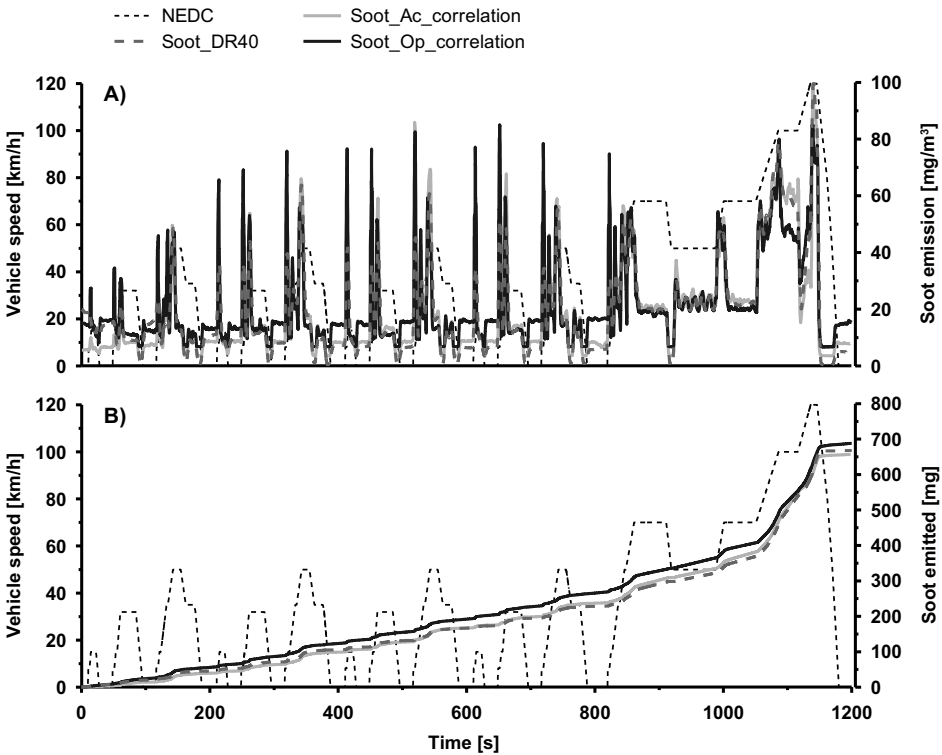 NEDC Soot_Ac_correlation
Soot_DR40 Soot_Op_correlation
A)
Vehicle speed [km/h]
120
100
80
60
40
20
0
Soot emission [mg/m³]
100
80
60
40
20
0
B)
Vehicle speed [km/h]
120
100
80
60
40
20
0
Soot emitted [mg]
800
700
600
500
400
300
200
100
0
0 200 400 600 800 1000 1200
Time [s]